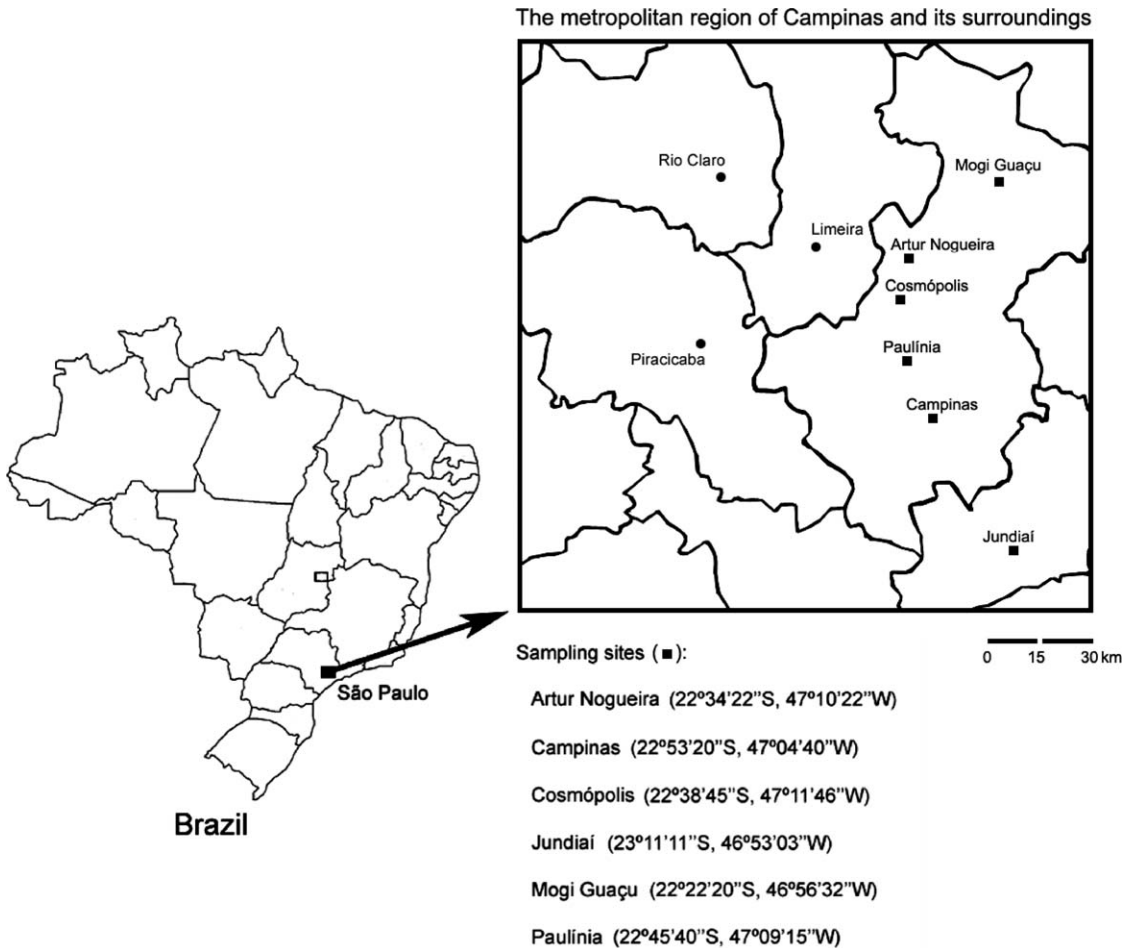 The metropolitan region of Campinas and its surroundings
Rio Claro
Mogi Guaçu
Limeira
Artur Nogueira
Cosmópolis
Piracicaba
Paulínia
Campinas
Jundiaí
São Paulo
Brazil
0 15 30 km
Sampling sites (■):
Artur Nogueira (22º34'22''S, 47º10'22''W)
Campinas (22º53'20''S, 47º04'40''W)
Cosmópolis (22º38'45''S, 47º11'46''W)
Jundiaí (23º11'11''S, 46º53'03''W)
Mogi Guaçu (22º22'20''S, 46º56'32''W)
Paulínia (22º45'40''S, 47º09'15''W)